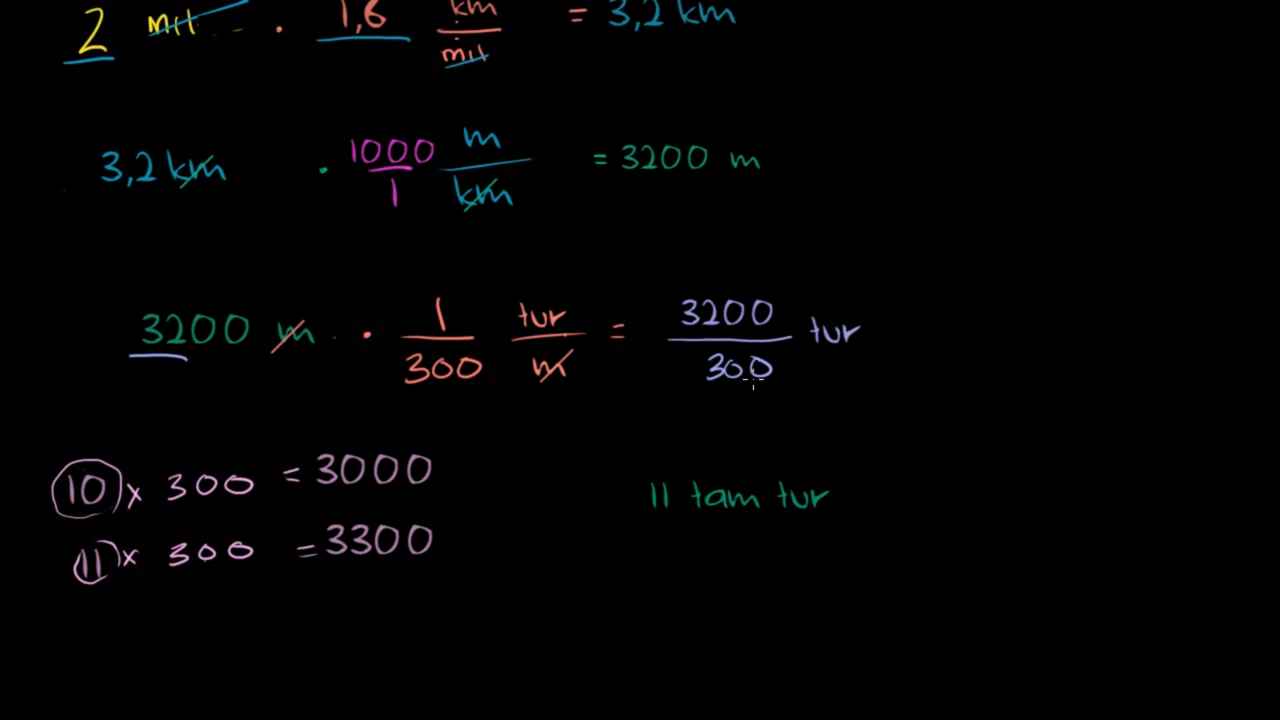 2 mil · 1,6 km/mil = 3,2 km
3,2 km · 1000/1 m/km = 3200 m
3200 m · 1/300 tur/m = 3200/300 tur
10 x 300 = 3000
11 tam tur
11 x 300 = 3300